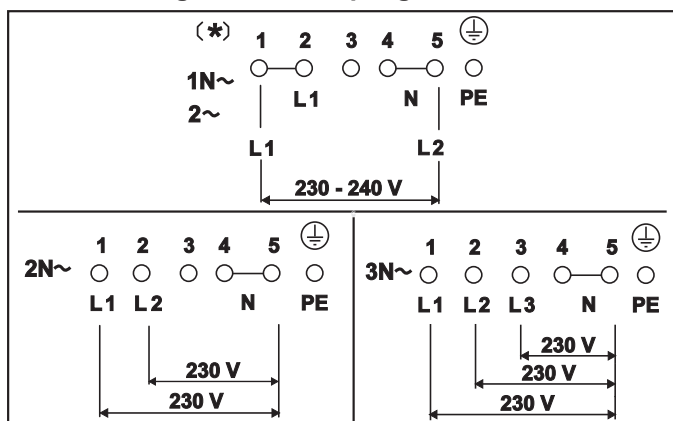 (*) 1 2 3 4 5
1N~ L1 N PE
2~
L1 L2
230 - 240 V
1 2 3 4 5
2N~
L1 L2 N PE
230 V
230 V
1 2 3 4 5
3N~
L1 L2 L3 N PE
230 V
230 V
230 V